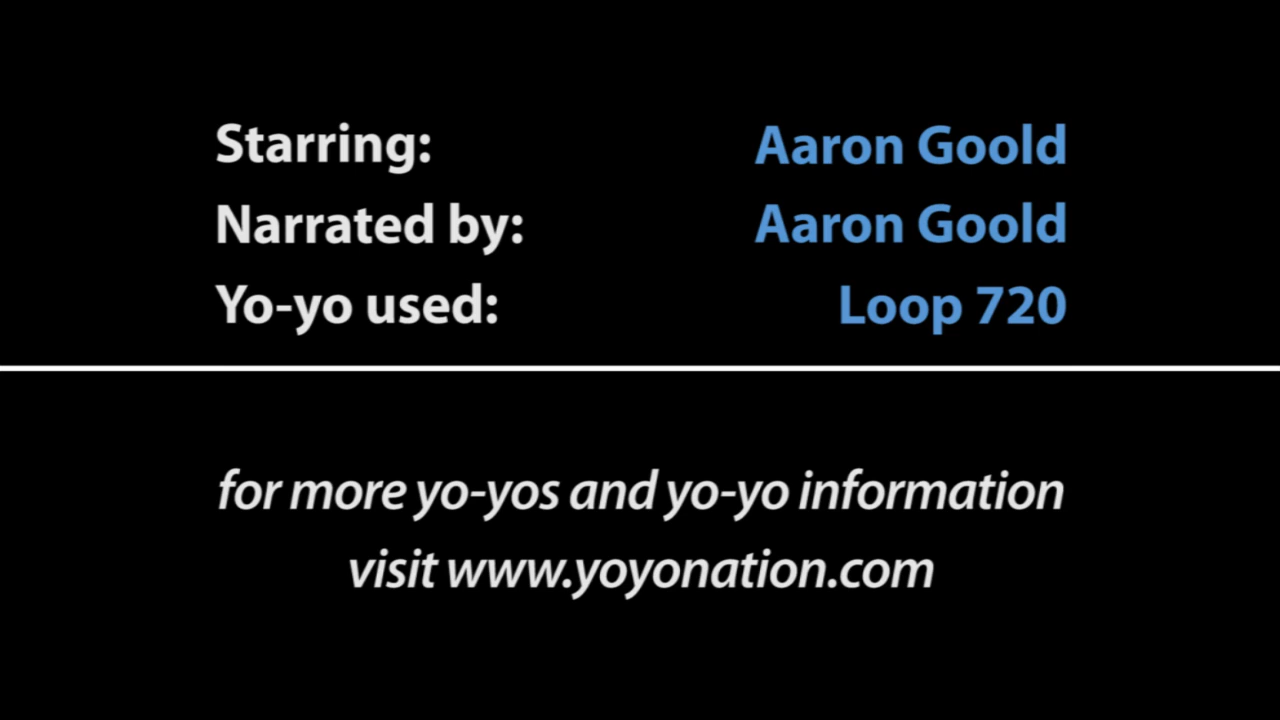 Starring: Aaron Goold
Narrated by: Aaron Goold
Yo-yo used: Loop 720
for more yo-yos and yo-yo information
visit www.yoyonation.com